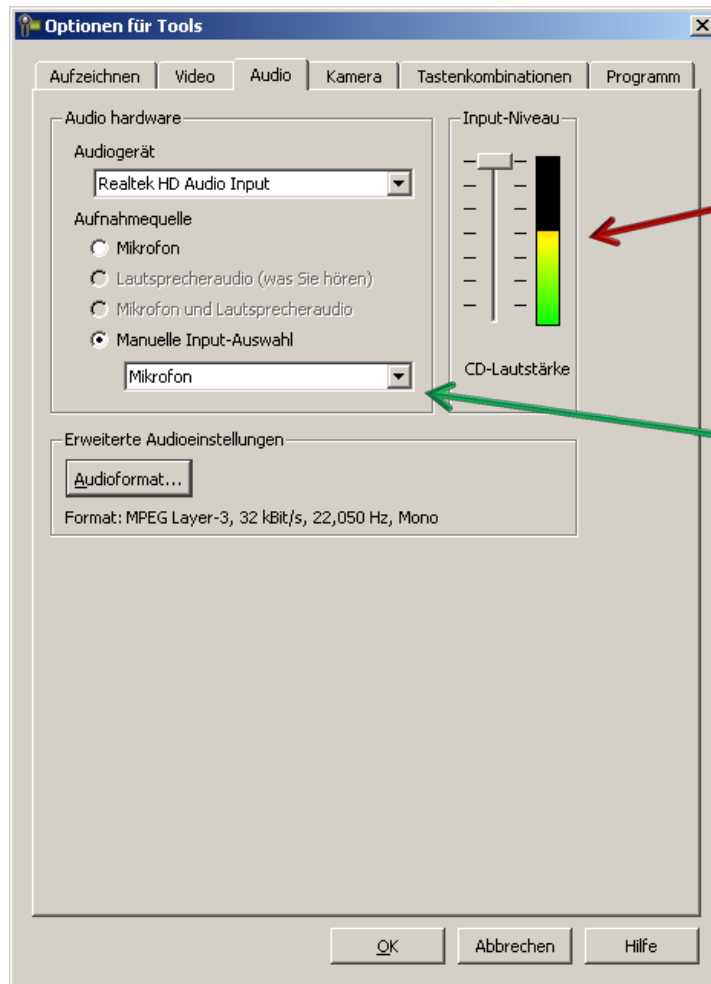 Optionen für Tools
Aufzeichnen Video Audio Kamera Tastenkombinationen Programm
Audio hardware
Audiogerät
Realtek HD Audio Input
Aufnahmequelle
Mikrofon
Lautsprecheraudio (was Sie hören)
Mikrofon und Lautsprecheraudio
Manuelle Input-Auswahl
Mikrofon
Input-Niveau
CD-Lautstärke
Erweiterte Audioeinstellungen
Audioformat...
Format: MPEG Layer-3, 32 kBit/s, 22,050 Hz, Mono
OK Abbrechen Hilfe